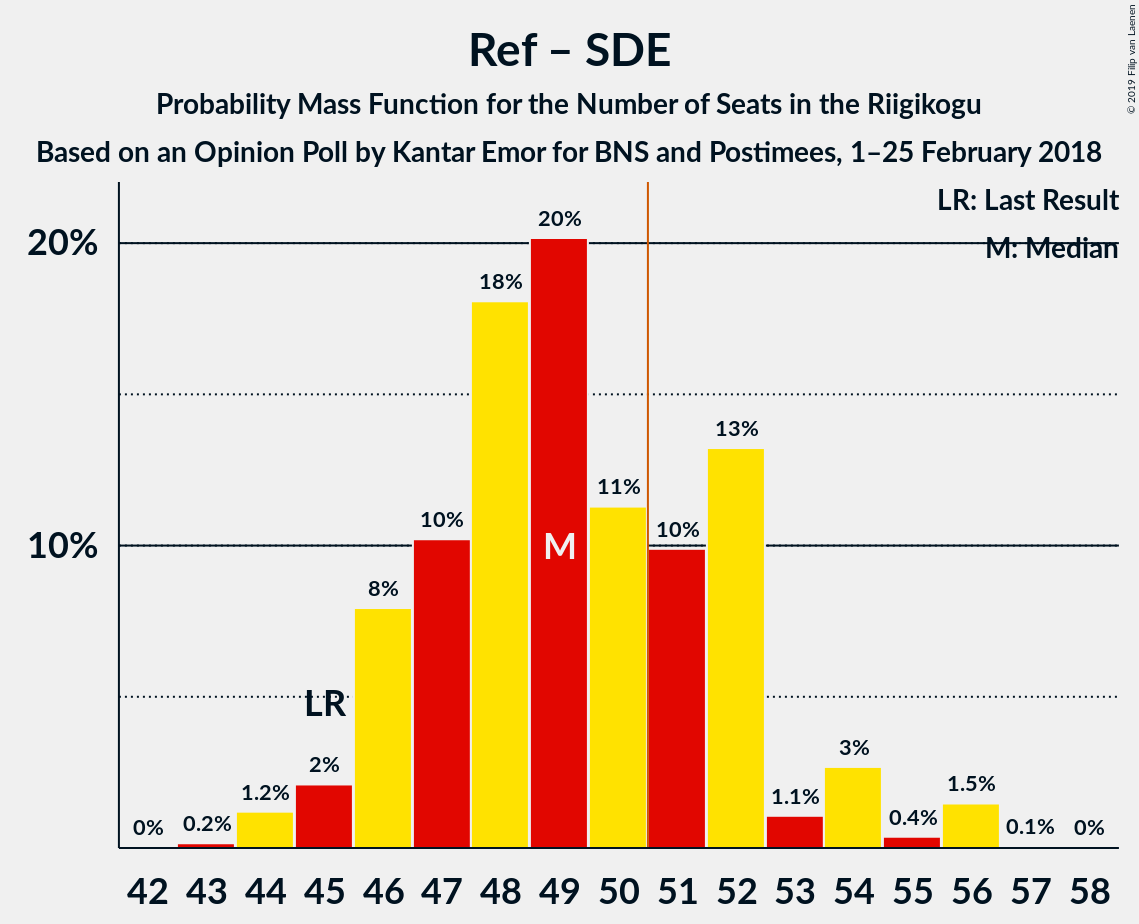 Ref – SDE
Probability Mass Function for the Number of Seats in the Riigikogu
Based on an Opinion Poll by Kantar Emor for BNS and Postimees, 1–25 February 2018
© 2019 Filip van Laenen
LR: Last Result
M: Median
20%
10%
0% 0.2% 1.2% 2% 8% 10% 18% 20% 11% 10% 13% 1.1% 3% 0.4% 1.5% 0.1% 0%
LR
M
42 43 44 45 46 47 48 49 50 51 52 53 54 55 56 57 58